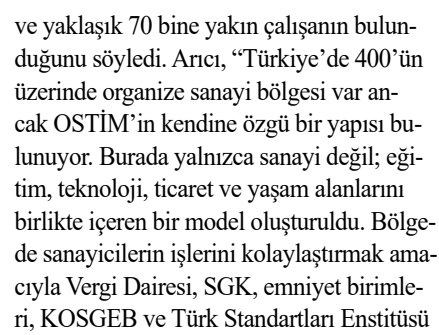 ve yaklaşık 70 bine yakın çalışanın bulun-
duğunu söyledi. Arıcı, “Türkiye’de 400’ün
üzerinde organize sanayi bölgesi var an-
cak OSTİM’in kendine özgü bir yapısı bu-
lunuyor. Burada yalnızca sanayi değil; eği-
tim, teknoloji, ticaret ve yaşam alanlarını
birlikte içeren bir model oluşturuldu. Bölge-
de sanayicilerin işlerini kolaylaştırmak ama-
cıyla Vergi Dairesi, SGK, emniyet birimle-
ri, KOSGEB ve Türk Standartları Enstitüsü